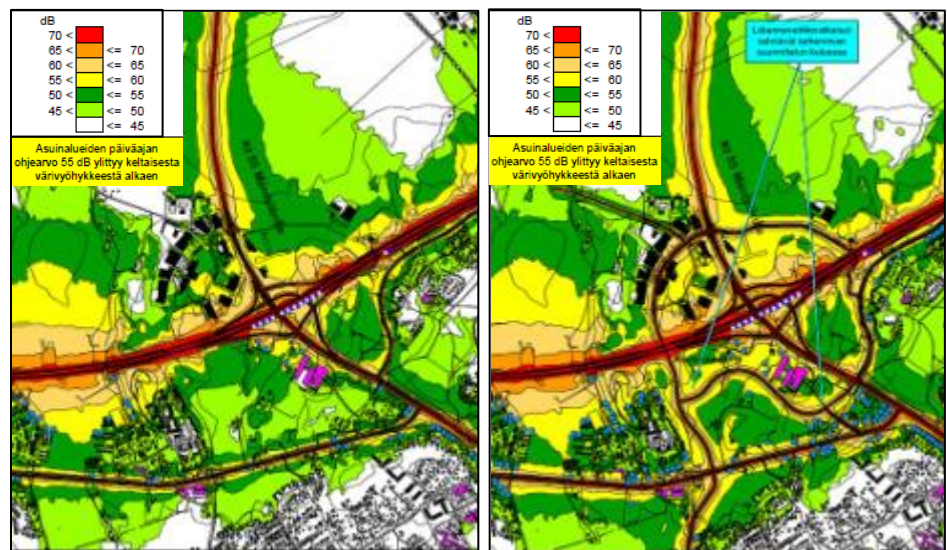 dB
70 <
65 < <= 70
60 < <= 65
55 < <= 60
50 < <= 55
45 < <= 50
<= 45
Asuinalueiden päiväajan
ohjearvo 55 dB ylittyy keltaisesta
värivyöhykkeestä alkaen
dB
70 <
65 < <= 70
60 < <= 65
55 < <= 60
50 < <= 55
45 < <= 50
<= 45
Asuinalueiden päiväajan
ohjearvo 55 dB ylittyy keltaisesta
värivyöhykkeestä alkaen